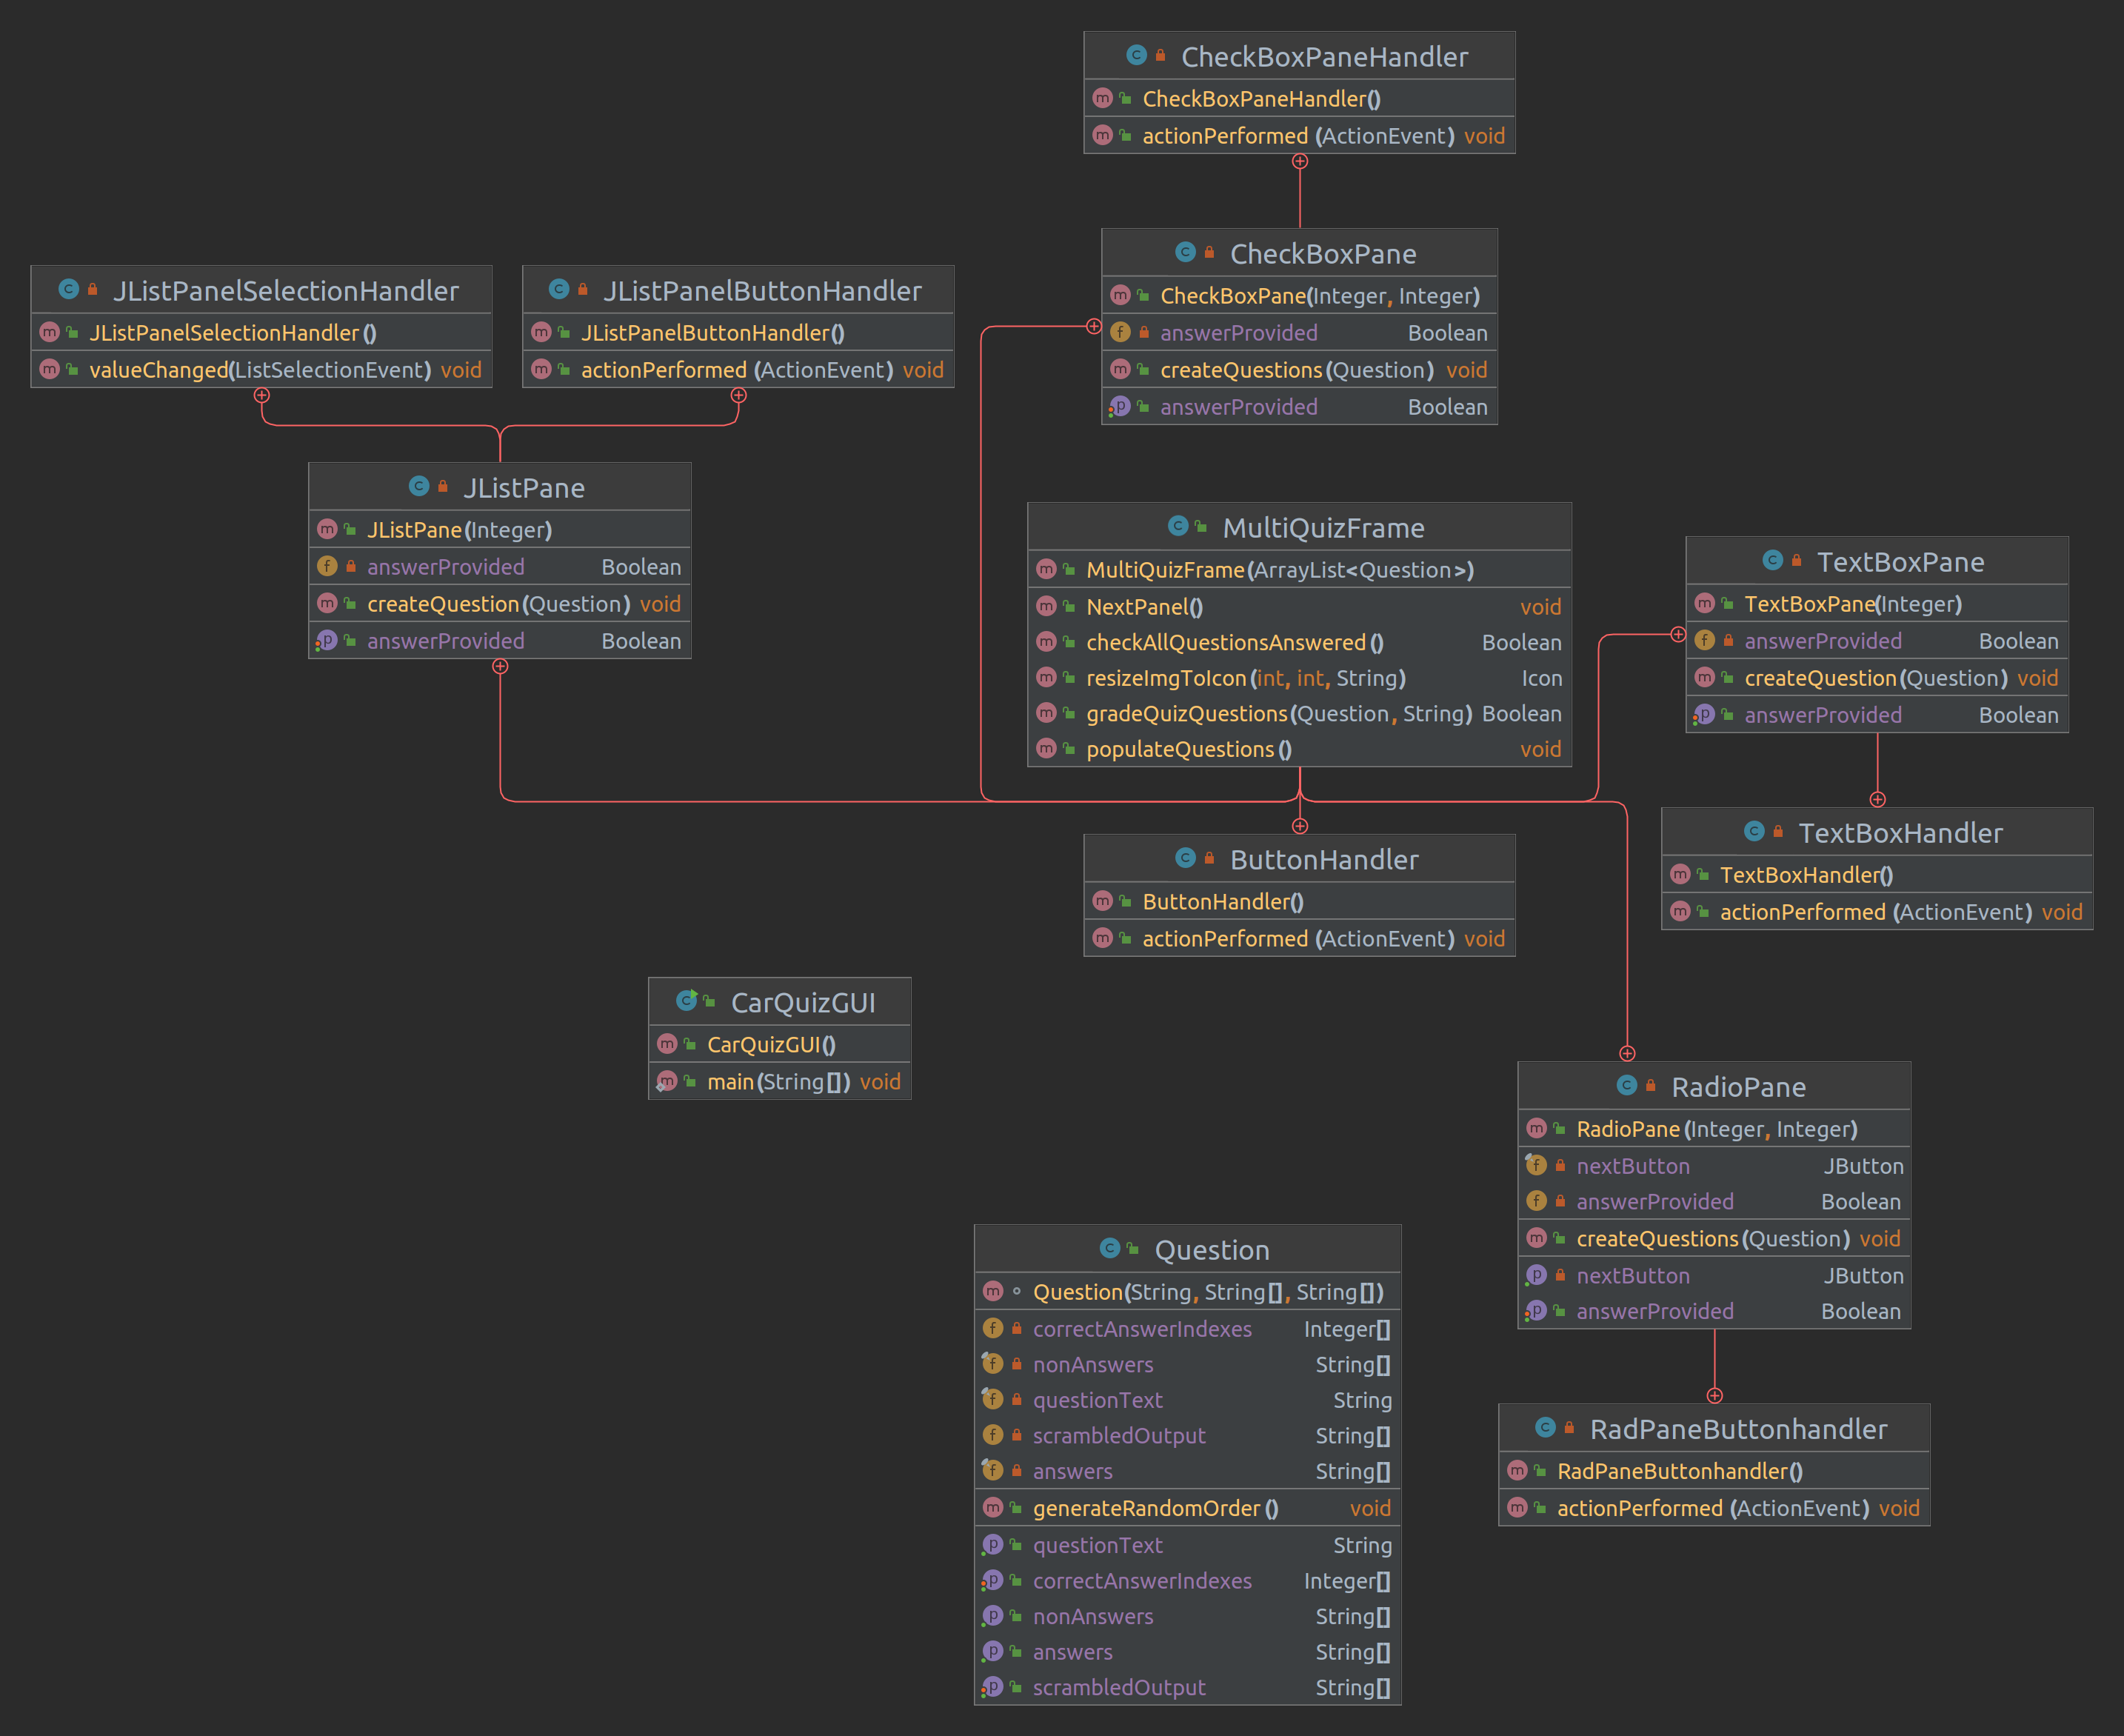 CheckBoxPaneHandler
CheckBoxPaneHandler()
actionPerformed (ActionEvent) void
CheckBoxPane
CheckBoxPane(Integer, Integer)
answerProvided Boolean
createQuestions (Question) void
answerProvided Boolean
JListPanelSelectionHandler
JListPanelSelectionHandler ()
valueChanged(ListSelectionEvent) void
JListPanelButtonHandler
JListPanelButtonHandler()
actionPerformed (ActionEvent) void
JListPane
JListPane (Integer)
answerProvided Boolean
createQuestion (Question) void
answerProvided Boolean
MultiQuizFrame
MultiQuizFrame(ArrayList<Question >)
NextPanel() void
checkAllQuestionsAnswered () Boolean
resizeImgToIcon (int, int, String) Icon
gradeQuizQuestions (Question, String) Boolean
populateQuestions () void
TextBoxPane
TextBoxPane(Integer)
answerProvided Boolean
createQuestion (Question) void
answerProvided Boolean
TextBoxHandler
TextBoxHandler()
actionPerformed (ActionEvent) void
ButtonHandler
ButtonHandler()
actionPerformed (ActionEvent) void
CarQuizGUI
CarQuizGUI()
main (String[]) void
RadioPane
RadioPane (Integer, Integer)
nextButton JButton
answerProvided Boolean
createQuestions (Question) void
nextButton JButton
answerProvided Boolean
RadPaneButtonhandler
RadPaneButtonhandler()
actionPerformed (ActionEvent) void
Question
Question(String, String[], String[])
correctAnswerIndexes Integer[]
nonAnswers String[]
questionText String
scrambledOutput String[]
answers String[]
generateRandomOrder () void
questionText String
correctAnswerIndexes Integer[]
nonAnswers String[]
answers String[]
scrambledOutput String[]